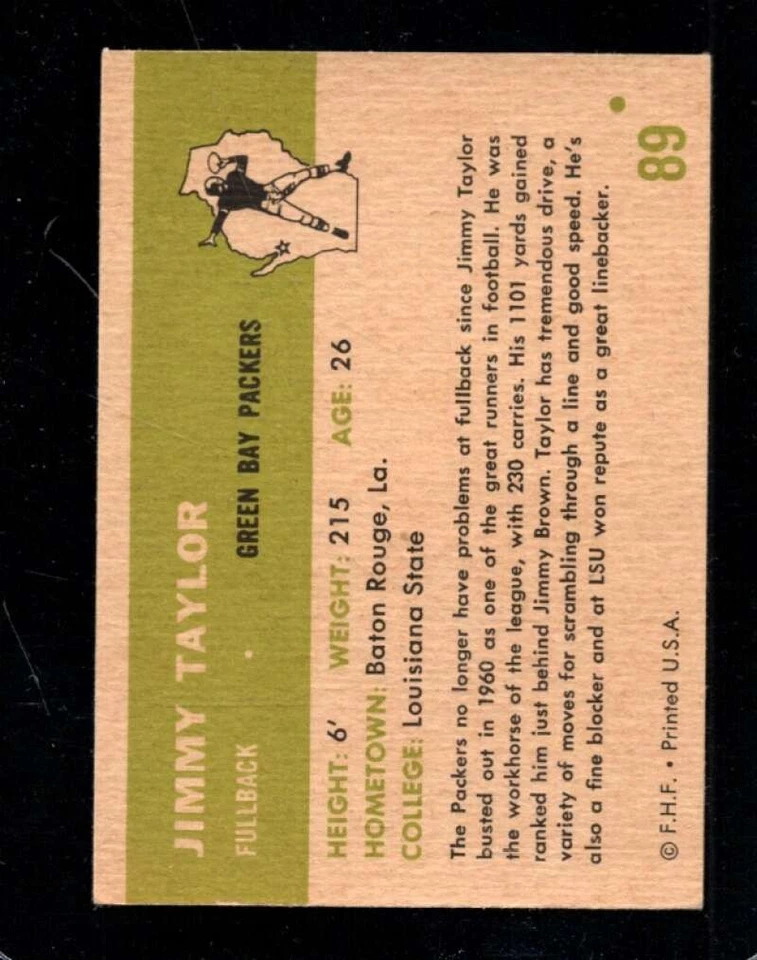 JIMMY TAYLOR
FULLBACK
GREEN BAY PACKERS
HEIGHT: 6' WEIGHT: 215 AGE: 26
HOMETOWN: Baton Rouge, La.
COLLEGE: Louisiana State
The Packers no longer have problems at fullback since Jimmy Taylor
busted out in 1960 as one of the great runners in football. He was
the workhorse of the league, with 230 carries. His 1101 yards gained
ranked him just behind Jimmy Brown. Taylor has tremendous drive, a
variety of moves for scrambling through a line and good speed. He's
also a fine blocker and at LSU won repute as a great linebacker.
© F.H.F. • Printed U.S.A.
89